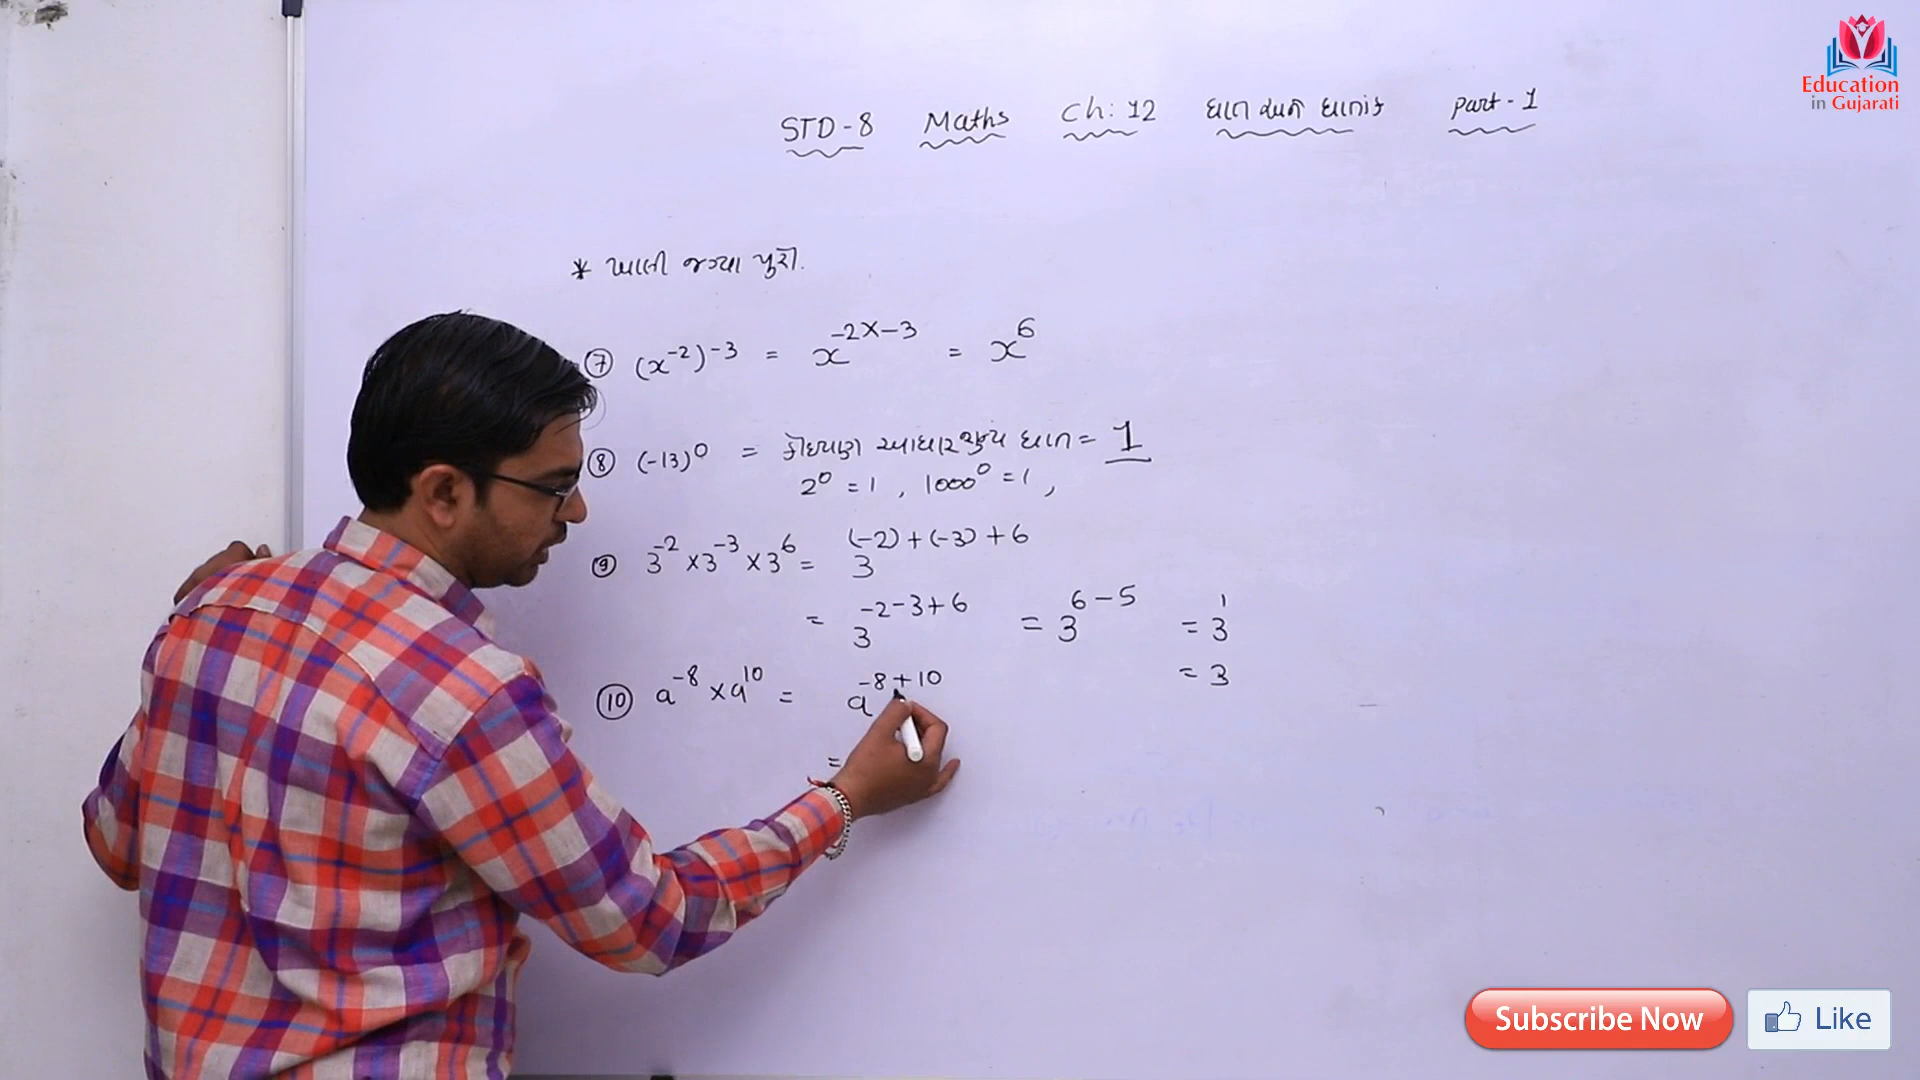 Education
in Gujarati
STD-8 Maths Ch: 12 ઘાત અને ઘાતાંક Part-1
* ખાલી જગ્યા પુરો.
⑦ (x⁻²)⁻³ = x⁻²ˣ⁻³ = x⁶
⑧ (-13)⁰ = કોઇપણ આધાર શુન્ય ઘાત = 1
2⁰ = 1 , 1000⁰ = 1 ,
⑨ 3⁻² × 3⁻³ × 3⁶ = 3⁽⁻²⁾⁺⁽⁻³⁾⁺⁶
= 3⁻²⁻³⁺⁶ = 3⁶⁻⁵ = 3¹
= 3
⑩ a⁻⁸ × a¹⁰ = a⁻⁸⁺¹⁰
=
Subscribe Now
Like